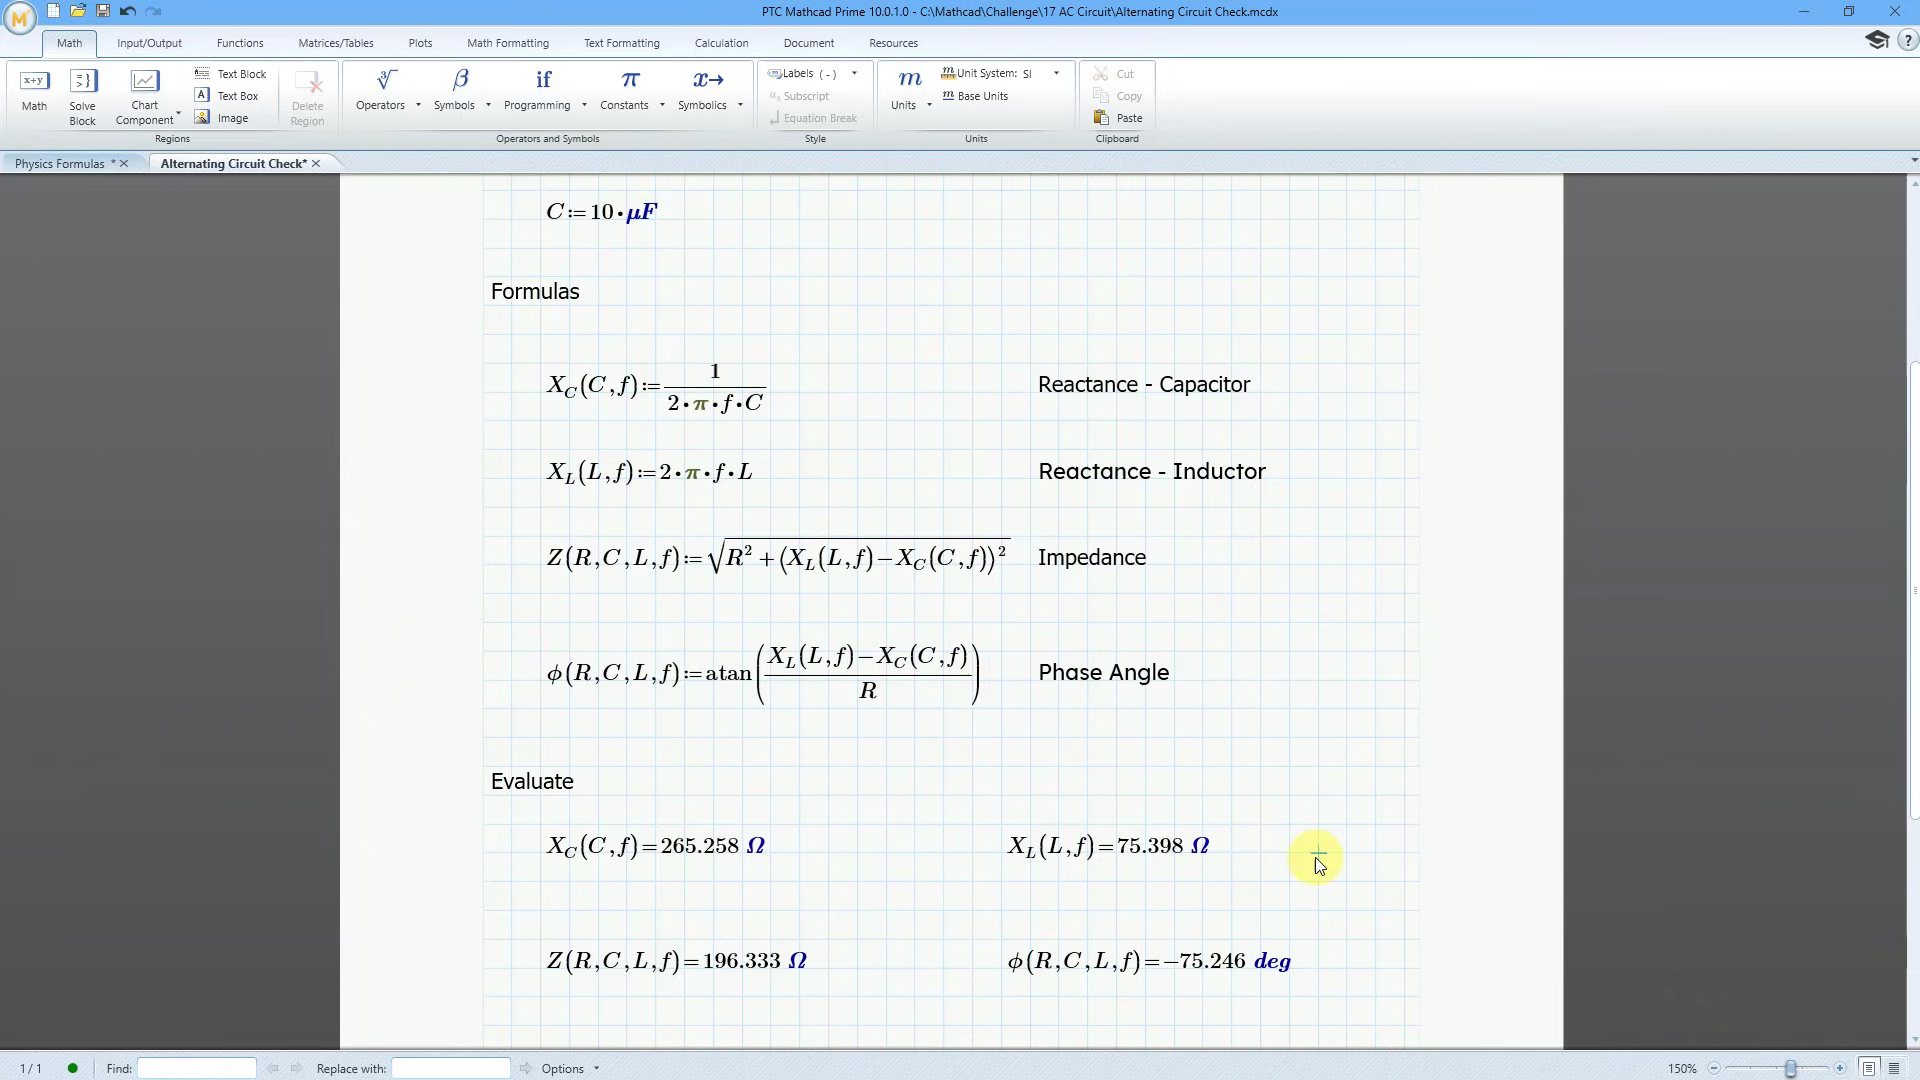 PTC Mathcad Prime 10.0.1.0 - C:\Mathcad\Challenge\17 AC Circuit\Alternating Circuit Check.mcdx
Math Input/Output Functions Matrices/Tables Plots Math Formatting Text Formatting Calculation Document Resources
Math
Solve Block
Chart Component
Text Block
Text Box
Image
Delete Region
Regions
Operators
Symbols
Programming
Constants
Symbolics
Operators and Symbols
Labels ( - )
Subscript
Equation Break
Style
Units
Unit System: SI
Base Units
Units
Cut
Copy
Paste
Clipboard
Physics Formulas *
Alternating Circuit Check*
C:=10·μF
Formulas
X_C(C,f):=1/(2·π·f·C) Reactance - Capacitor
X_L(L,f):=2·π·f·L Reactance - Inductor
Z(R,C,L,f):=√(R²+(X_L(L,f)−X_C(C,f))²) Impedance
ϕ(R,C,L,f):=atan((X_L(L,f)−X_C(C,f))/R) Phase Angle
Evaluate
X_C(C,f)=265.258 Ω X_L(L,f)=75.398 Ω
Z(R,C,L,f)=196.333 Ω ϕ(R,C,L,f)=−75.246 deg
1 / 1 Find: Replace with: Options 150%